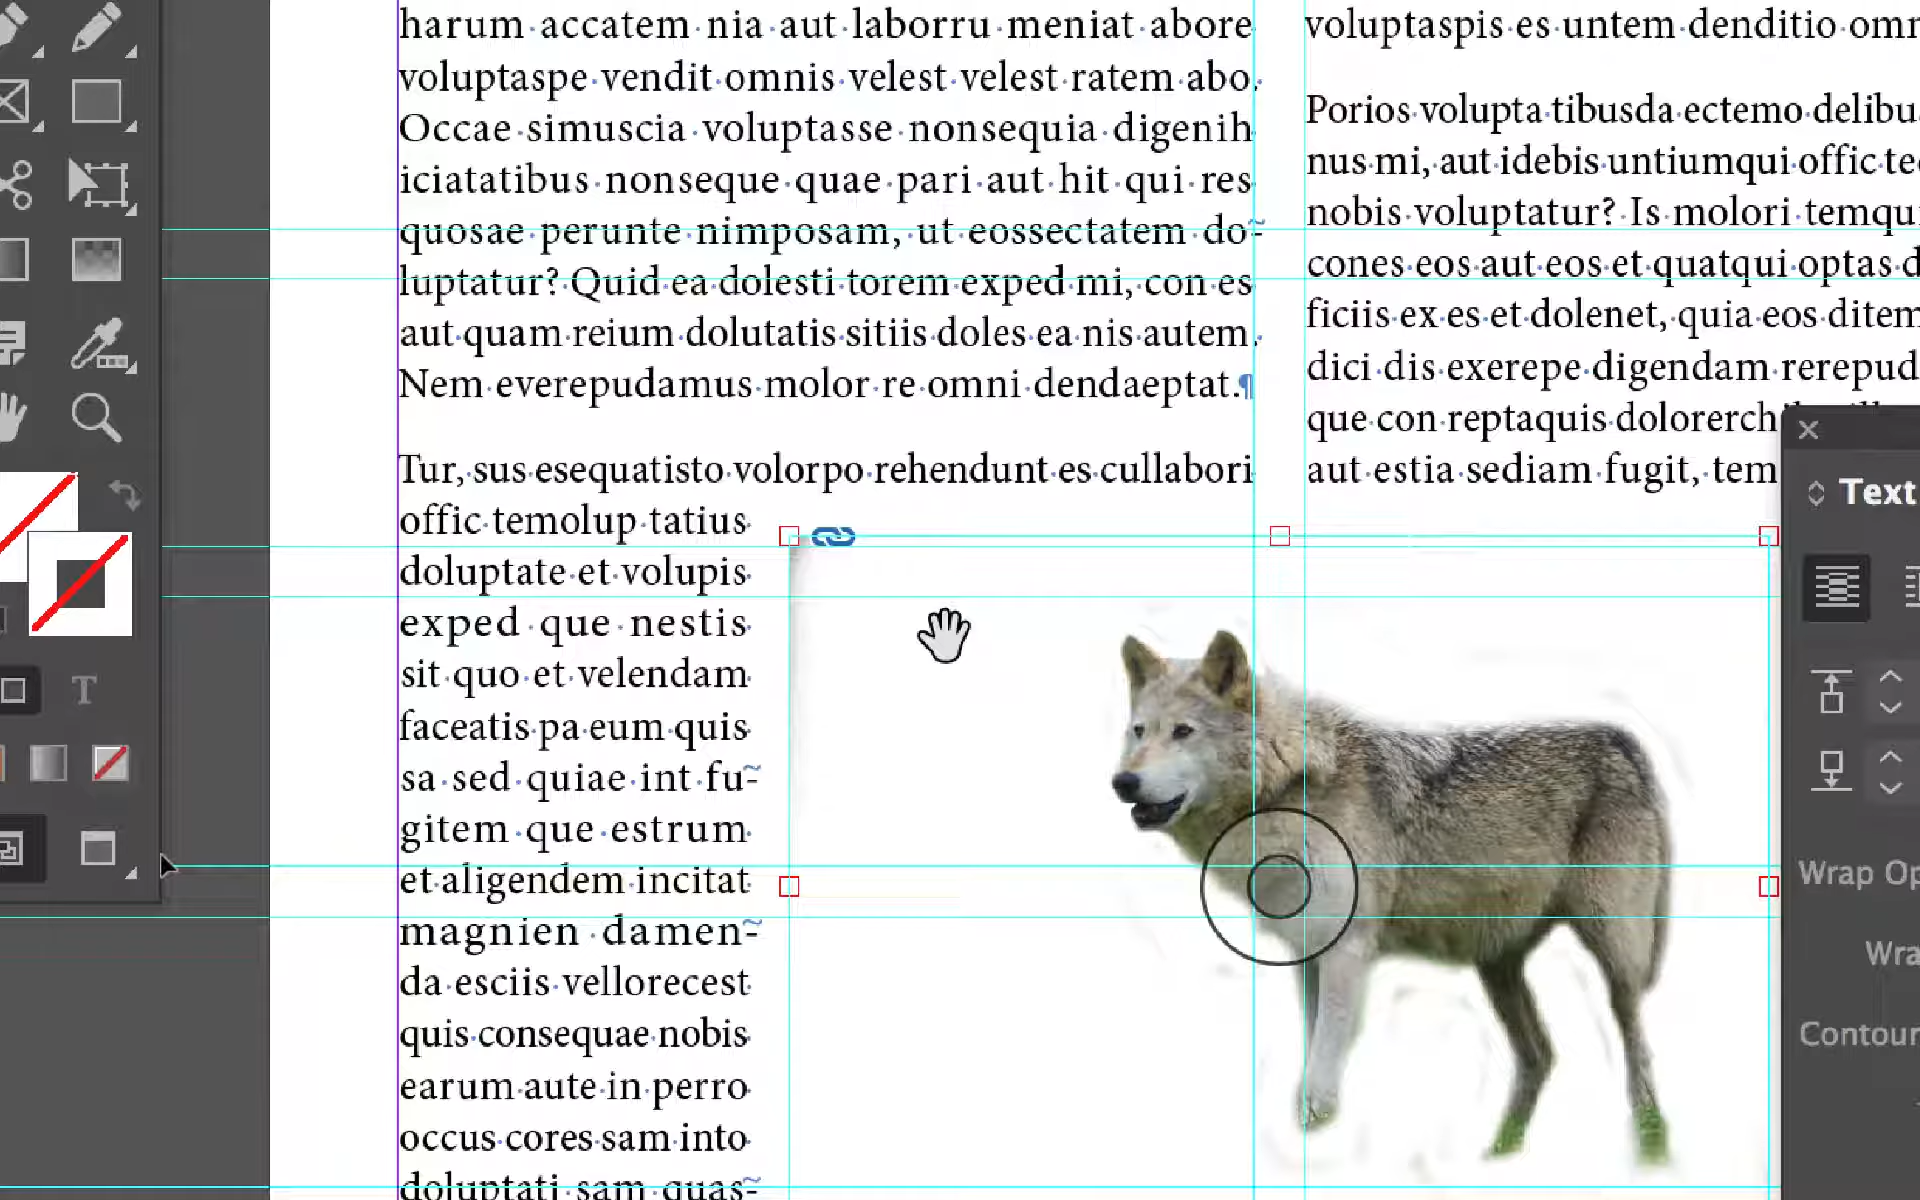 harum accatem nia aut laborru meniat abore
voluptaspe vendit omnis velest velest ratem abo.
Occae simuscia voluptasse nonsequia digenih
iciatatibus nonseque quae pari aut hit qui res
quosae perunte nimposam, ut eossectatem do-
luptatur? Quid ea dolesti torem exped mi, con es
aut quam reium dolutatis sitiis doles ea nis autem.
Nem everepudamus molor re omni dendaeptat.¶
Tur, sus esequatisto volorpo rehendunt es cullabori
offic temolup tatius
doluptate et volupis
exped que nestis
sit quo et velendam
faceatis pa eum quis
sa sed quiae int fu-
gitem que estrum
et aligendem incitat
magnien damen-
da esciis vellorecest
quis consequae nobis
earum aute in perro
occus cores sam into
doluptati sam quas-
voluptaspis es untem denditio omn
Porios volupta tibusda ectemo delibu
nus mi, aut idebis untiumqui offic te
nobis voluptatur? Is molori temqu
cones eos aut eos et quatqui optas d
ficiis ex es et dolenet, quia eos ditem
dici dis exerepe digendam rerepud
que con reptaquis dolorerch
aut estia sediam fugit, tem
Text
Wrap Op
Wra
Contour
T